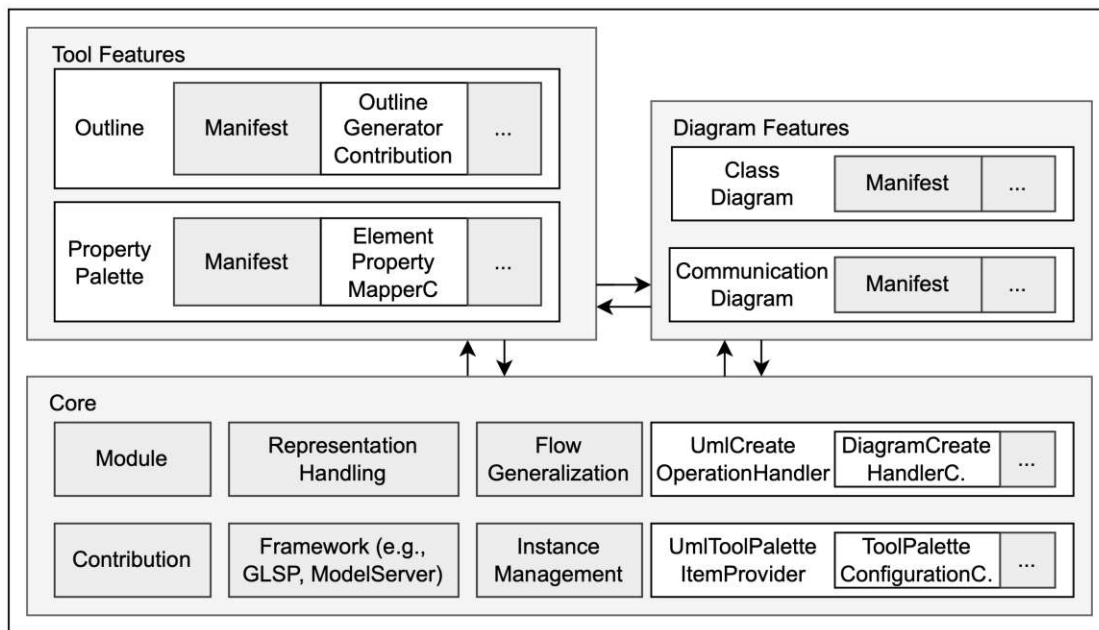 Tool Features
Outline
Manifest
Outline
Generator
Contribution
...
Property
Palette
Manifest
Element
Property
MapperC
...
Diagram Features
Class
Diagram
Manifest
...
Communication
Diagram
Manifest
...
Core
Module
Representation
Handling
Flow
Generalization
UmlCreate
OperationHandler
DiagramCreate
HandlerC.
...
Contribution
Framework (e.g.,
GLSP, ModelServer)
Instance
Management
UmlToolPalette
ItemProvider
ToolPalette
ConfigurationC.
...